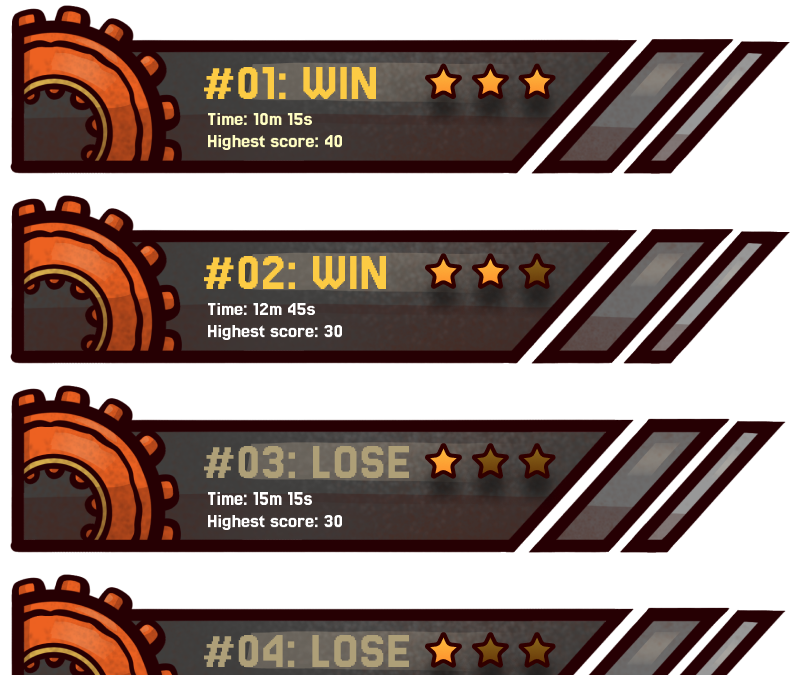 #01: WIN
Time: 10m 15s
Highest score: 40
#02: WIN
Time: 12m 45s
Highest score: 30
#03: LOSE
Time: 15m 15s
Highest score: 30
#04: LOSE